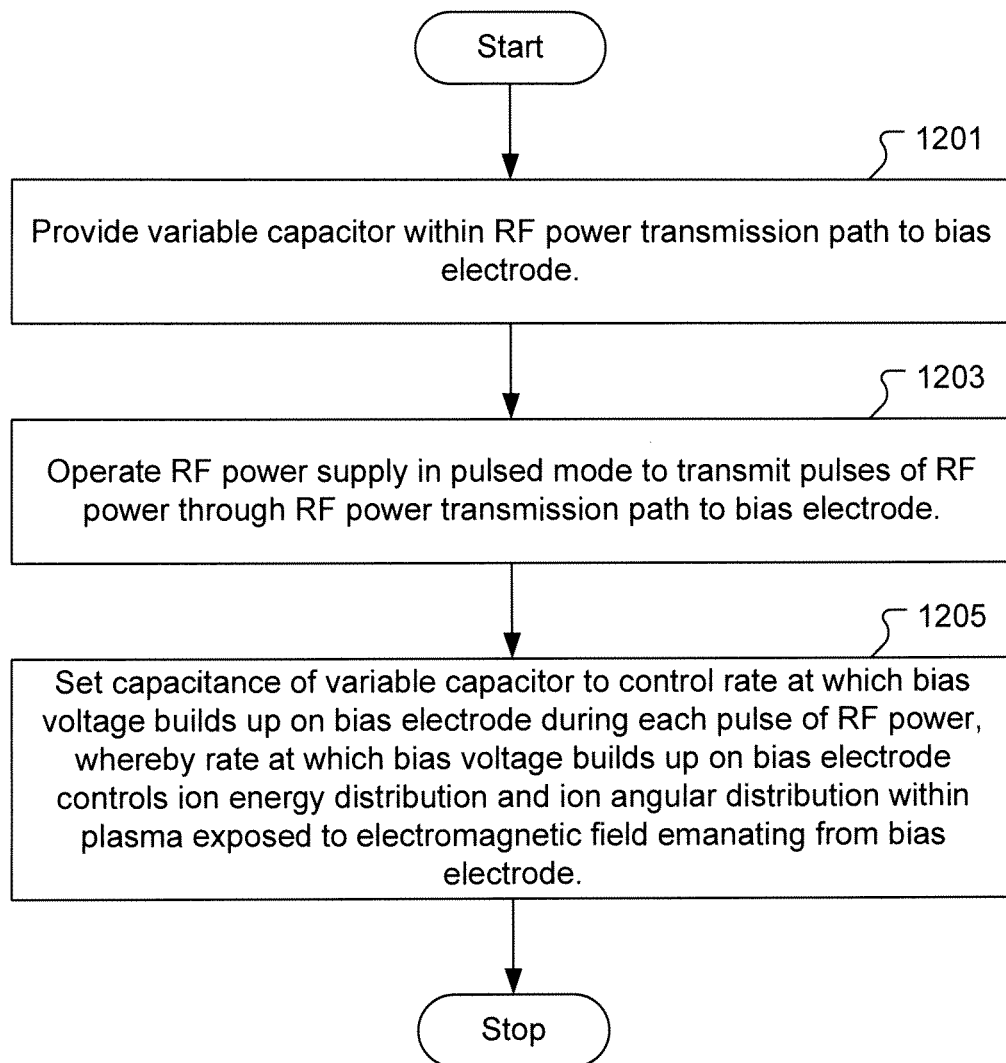 Start
1201
Provide variable capacitor within RF power transmission path to bias
electrode.
1203
Operate RF power supply in pulsed mode to transmit pulses of RF
power through RF power transmission path to bias electrode.
1205
Set capacitance of variable capacitor to control rate at which bias
voltage builds up on bias electrode during each pulse of RF power,
whereby rate at which bias voltage builds up on bias electrode
controls ion energy distribution and ion angular distribution within
plasma exposed to electromagnetic field emanating from bias
electrode.
Stop